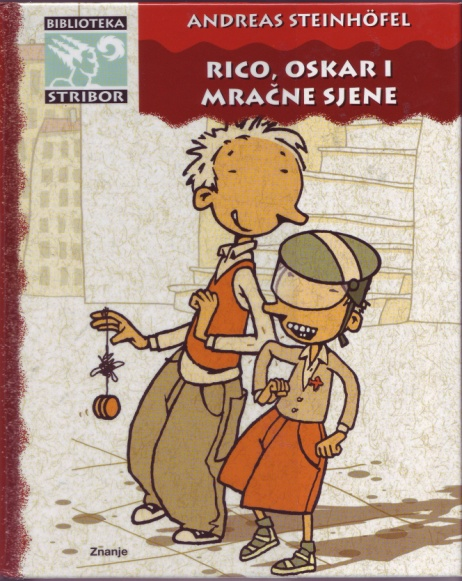 BIBLIOTEKA
STRIBOR
ANDREAS STEINHÖFEL
RICO, OSKAR I
MRAČNE SJENE
Znanje